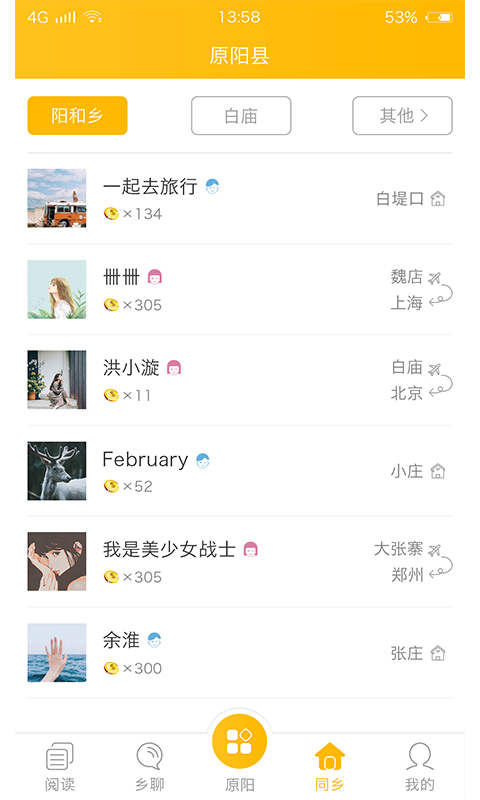 4G 13:58 53%
原阳县
阳和乡 白庙 其他
一起去旅行
×134
白堤口
卌卌
×305
魏店
上海
洪小漩
×11
白庙
北京
February
×52
小庄
我是美少女战士
×305
大张寨
郑州
余淮
×300
张庄
阅读 乡聊 原阳 同乡 我的